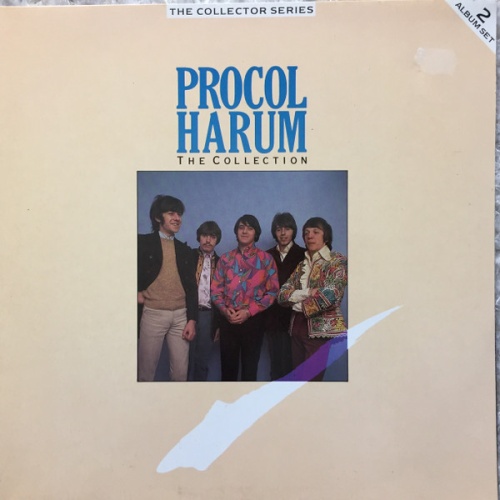 THE COLLECTOR SERIES
2
ALBUM SET
PROCOL
HARUM
THE COLLECTION